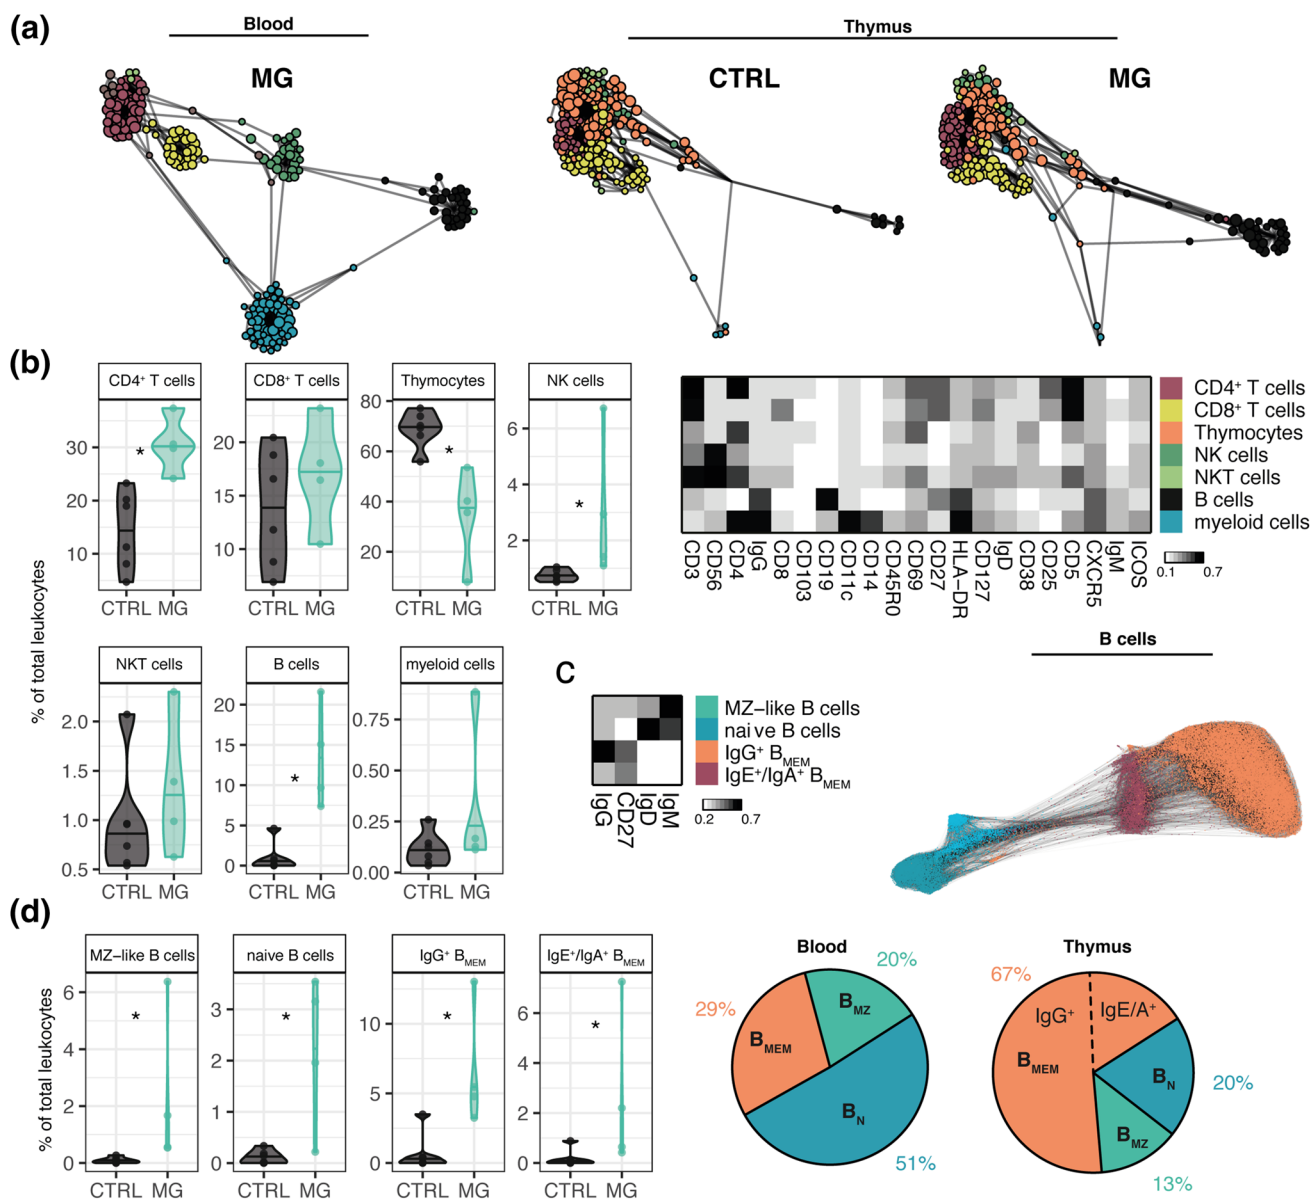 (a)
Blood
Thymus
MG
CTRL
MG
(b)
% of total leukocytes
CD4⁺ T cells
CD8⁺ T cells
Thymocytes
NK cells
30
20
10
*
20
15
10
80
60
40
20
*
6
4
2
*
CTRL MG
CTRL MG
CTRL MG
CTRL MG
CD4⁺ T cells
CD8⁺ T cells
Thymocytes
NK cells
NKT cells
B cells
myeloid cells
0.1 0.7
CD3
CD56
CD4
IgG
CD8
CD103
CD19
CD11c
CD14
CD45R0
CD69
CD27
HLA-DR
CD127
IgD
CD38
CD25
CD5
CXCR5
IgM
ICOS
NKT cells
B cells
myeloid cells
2.0
1.5
1.0
0.5
20
15
10
5
0
*
0.75
0.50
0.25
0.00
CTRL MG
CTRL MG
CTRL MG
C
MZ–like B cells
naive B cells
IgG⁺ B_MEM
IgE⁺/IgA⁺ B_MEM
IgG
CD27
IgD
IgM
0.2 0.7
B cells
(d)
% of total leukocytes
MZ–like B cells
naive B cells
IgG⁺ B_MEM
IgE⁺/IgA⁺ B_MEM
6
4
2
0
*
3
2
1
0
*
10
5
0
*
6
4
2
0
*
CTRL MG
CTRL MG
CTRL MG
CTRL MG
Blood
20%
29%
B_MZ
B_MEM
B_N
51%
Thymus
67%
IgG⁺
IgE/A⁺
B_MEM
B_N
20%
B_MZ
13%